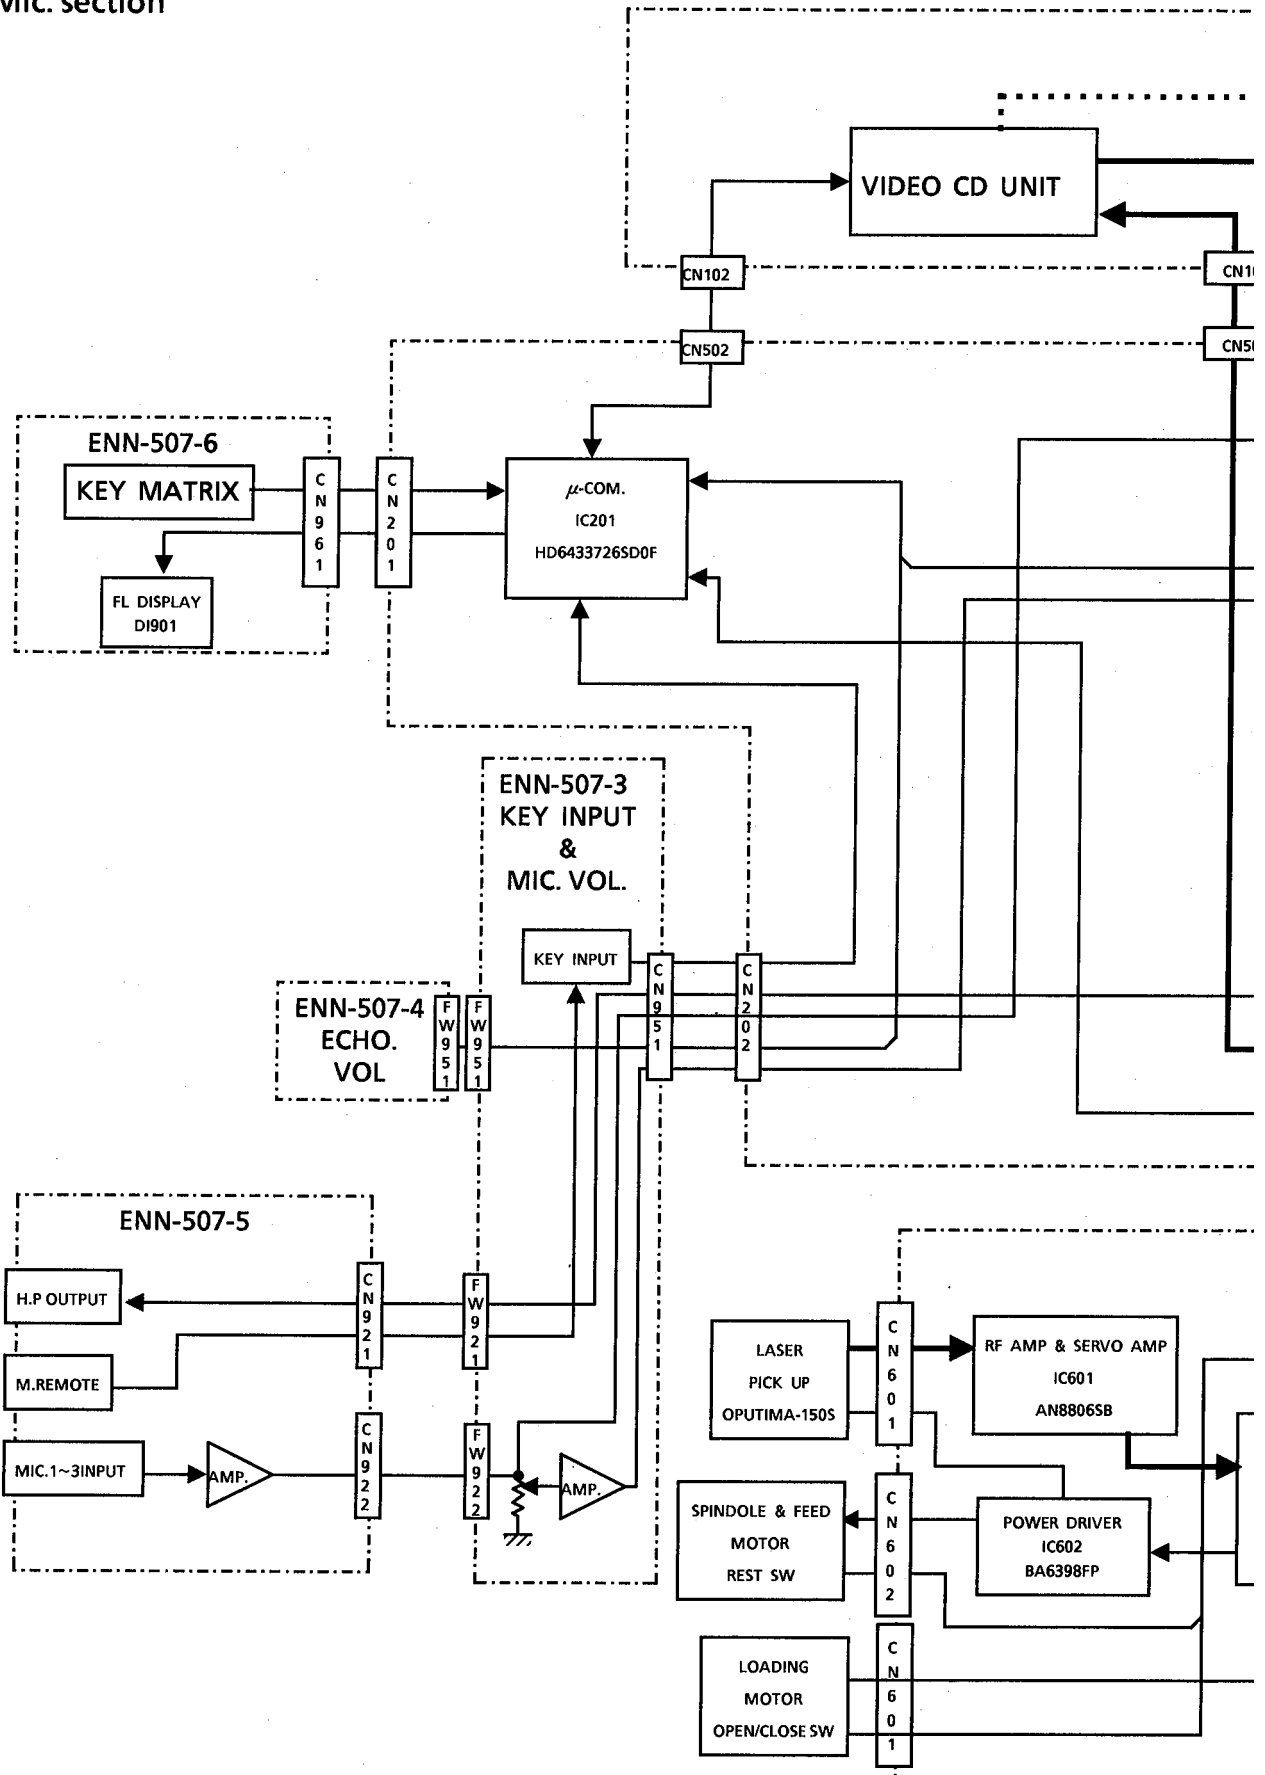 Mic. section
VIDEO CD UNIT
CN102
CN10
CN502
CN50
ENN-507-6
KEY MATRIX
CN961
CN201
FL DISPLAY
DI901
μ-COM.
IC201
HD6433726SD0F
ENN-507-3
KEY INPUT
&
MIC. VOL.
KEY INPUT
CN951
CN202
ENN-507-4
ECHO.
VOL
FW951
FW951
ENN-507-5
H.P OUTPUT
M.REMOTE
MIC.1~3INPUT
AMP.
CN921
FW921
CN922
FW922
AMP.
LASER
PICK UP
OPUTIMA-150S
CN601
RF AMP & SERVO AMP
IC601
AN8806SB
SPINDOLE & FEED
MOTOR
REST SW
CN602
POWER DRIVER
IC602
BA6398FP
LOADING
MOTOR
OPEN/CLOSE SW
CN601